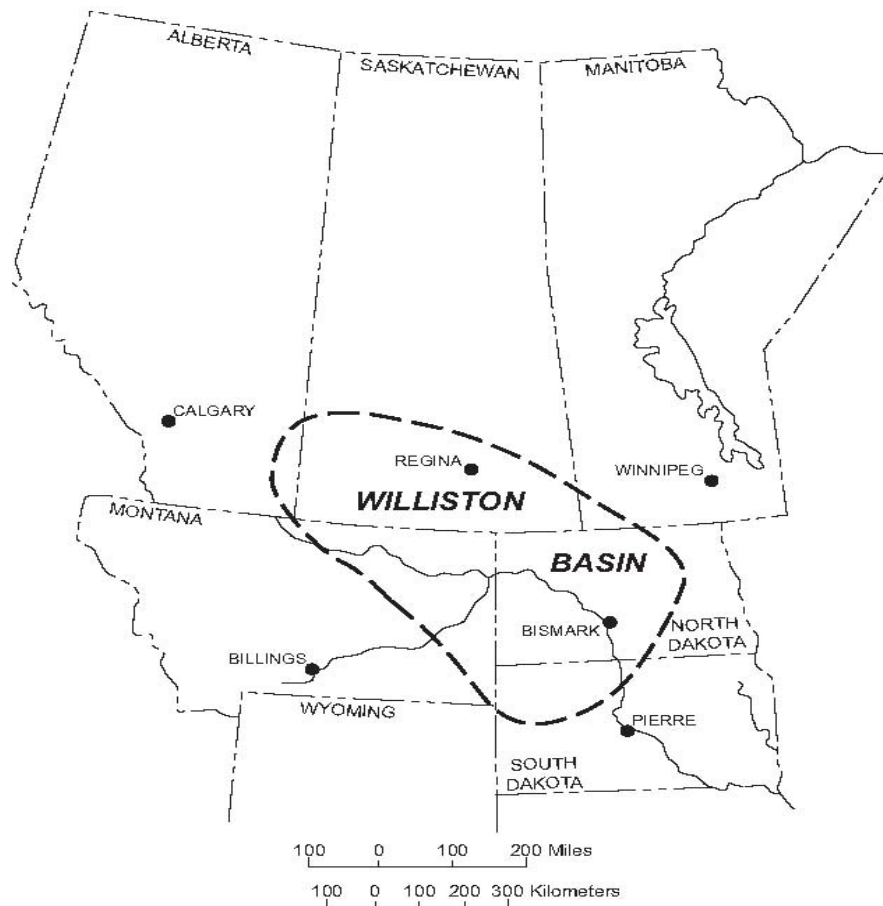 ALBERTA
SASKATCHEWAN
MANITOBA
CALGARY
REGINA
WINNIPEG
WILLISTON
MONTANA
BASIN
BISMARK
NORTH
DAKOTA
BILLINGS
WYOMING
PIERRE
SOUTH
DAKOTA
100 0 100 200 Miles
100 0 100 200 300 Kilometers